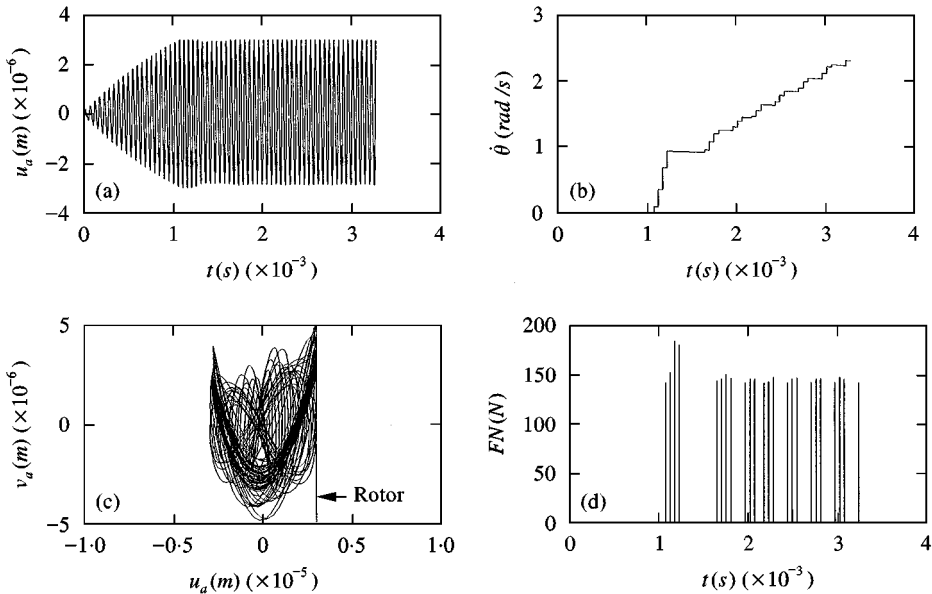 4
2
0
−2
−4
u_a(m) (×10⁻⁶)
(a)
0 1 2 3 4
t(s) (×10⁻³)
3
2
1
0
θ̇ (rad/s)
(b)
0 1 2 3 4
t(s) (×10⁻³)
5
0
−5
v_a(m) (×10⁻⁶)
(c)
Rotor
−1·0 −0·5 0 0·5 1·0
u_a(m) (×10⁻⁵)
200
150
100
50
0
FN(N)
(d)
0 1 2 3 4
t(s) (×10⁻³)